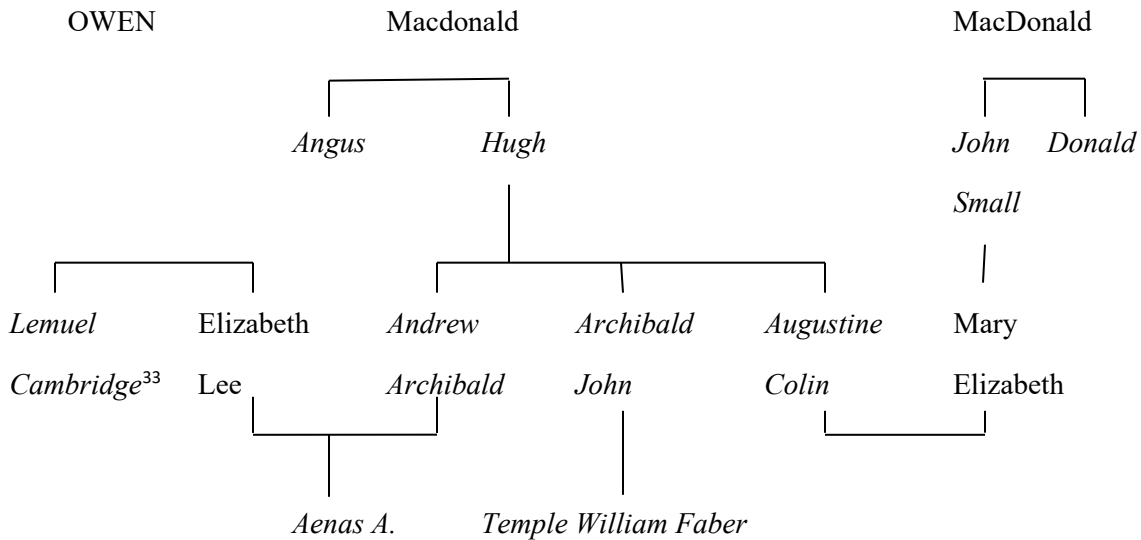 OWEN Macdonald MacDonald
Angus Hugh John Donald
Small
Lemuel Elizabeth Andrew Archibald Augustine Mary
Cambridge33 Lee Archibald John Colin Elizabeth
Aenas A. Temple William Faber